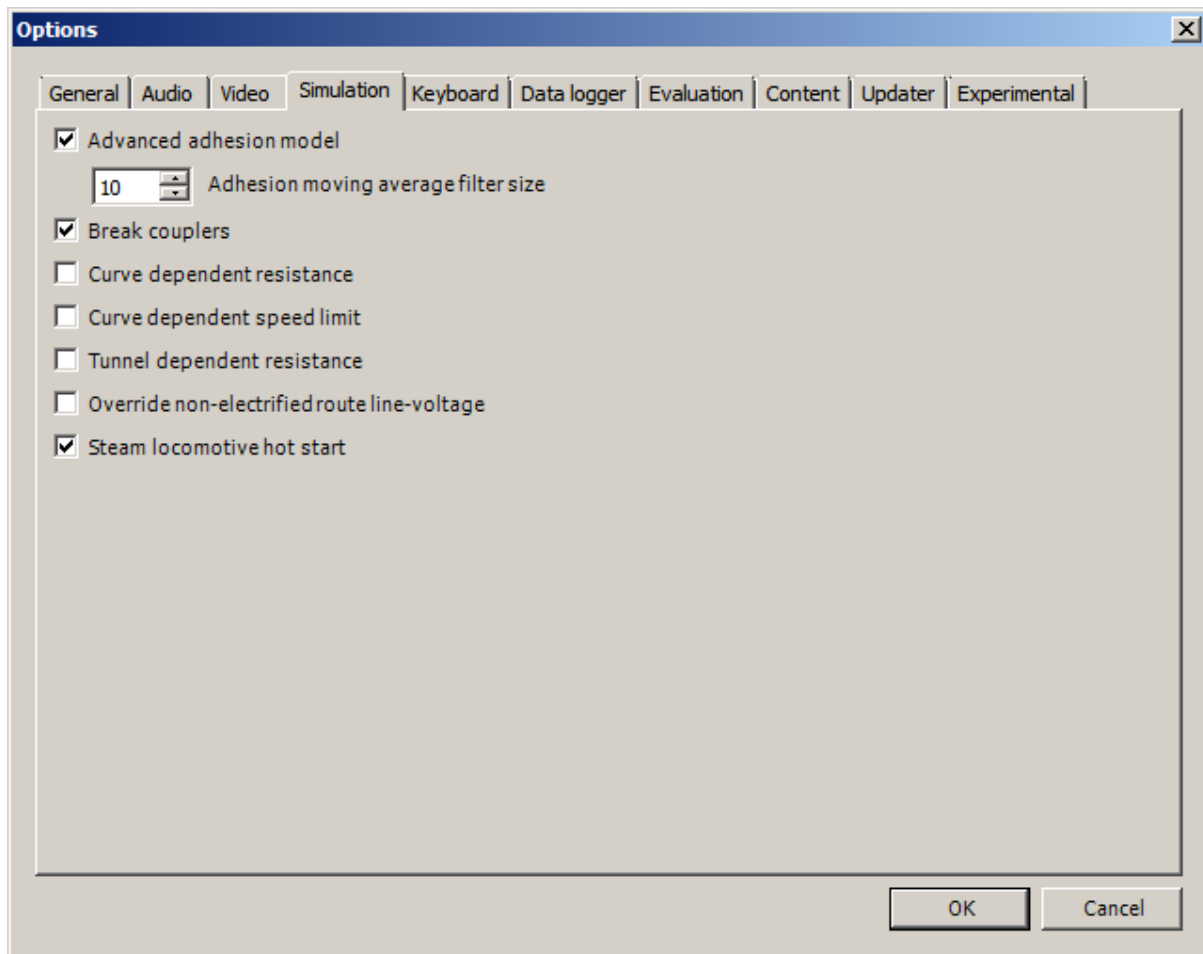 Options
General Audio Video Simulation Keyboard Data logger Evaluation Content Updater Experimental
Advanced adhesion model
10 Adhesion moving average filter size
Break couplers
Curve dependent resistance
Curve dependent speed limit
Tunnel dependent resistance
Override non-electrified route line-voltage
Steam locomotive hot start
OK Cancel